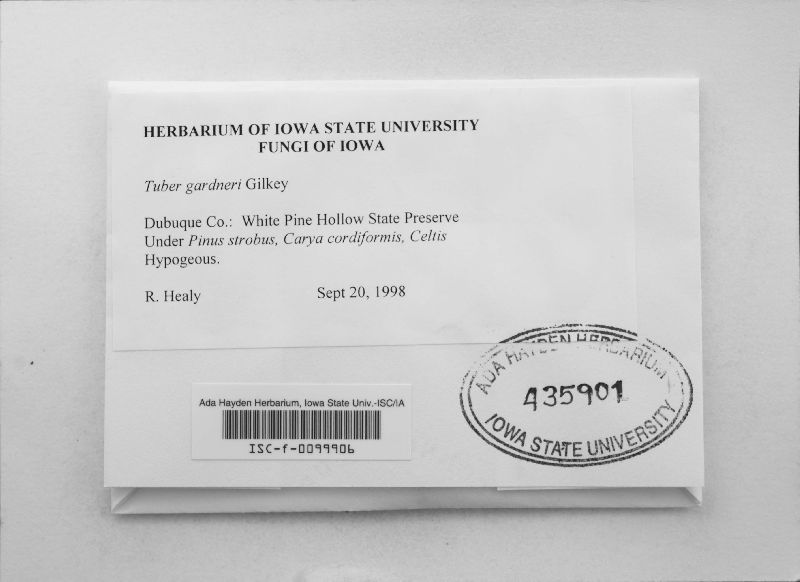 HERBARIUM OF IOWA STATE UNIVERSITY
FUNGI OF IOWA
Tuber gardneri Gilkey
Dubuque Co.: White Pine Hollow State Preserve
Under Pinus strobus, Carya cordiformis, Celtis
Hypogeous.
R. Healy Sept 20, 1998
ADA HAYDEN HERBARIUM
435901
IOWA STATE UNIVERSITY
Ada Hayden Herbarium, Iowa State Univ.-ISC/IA
ISC-f-0099906